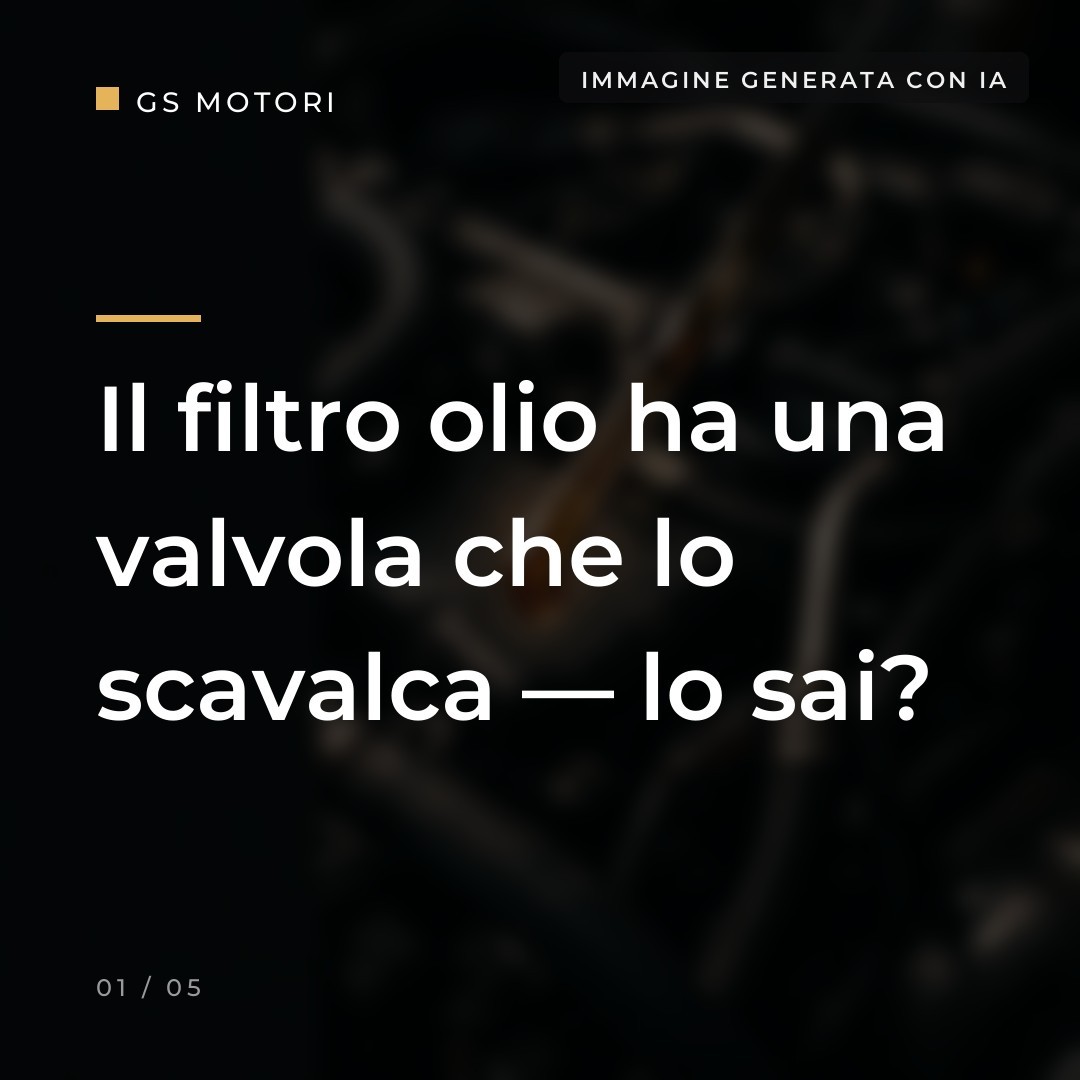 GS MOTORI
IMMAGINE GENERATA CON IA
Il filtro olio ha una
valvola che lo
scavalca — lo sai?
01 / 05